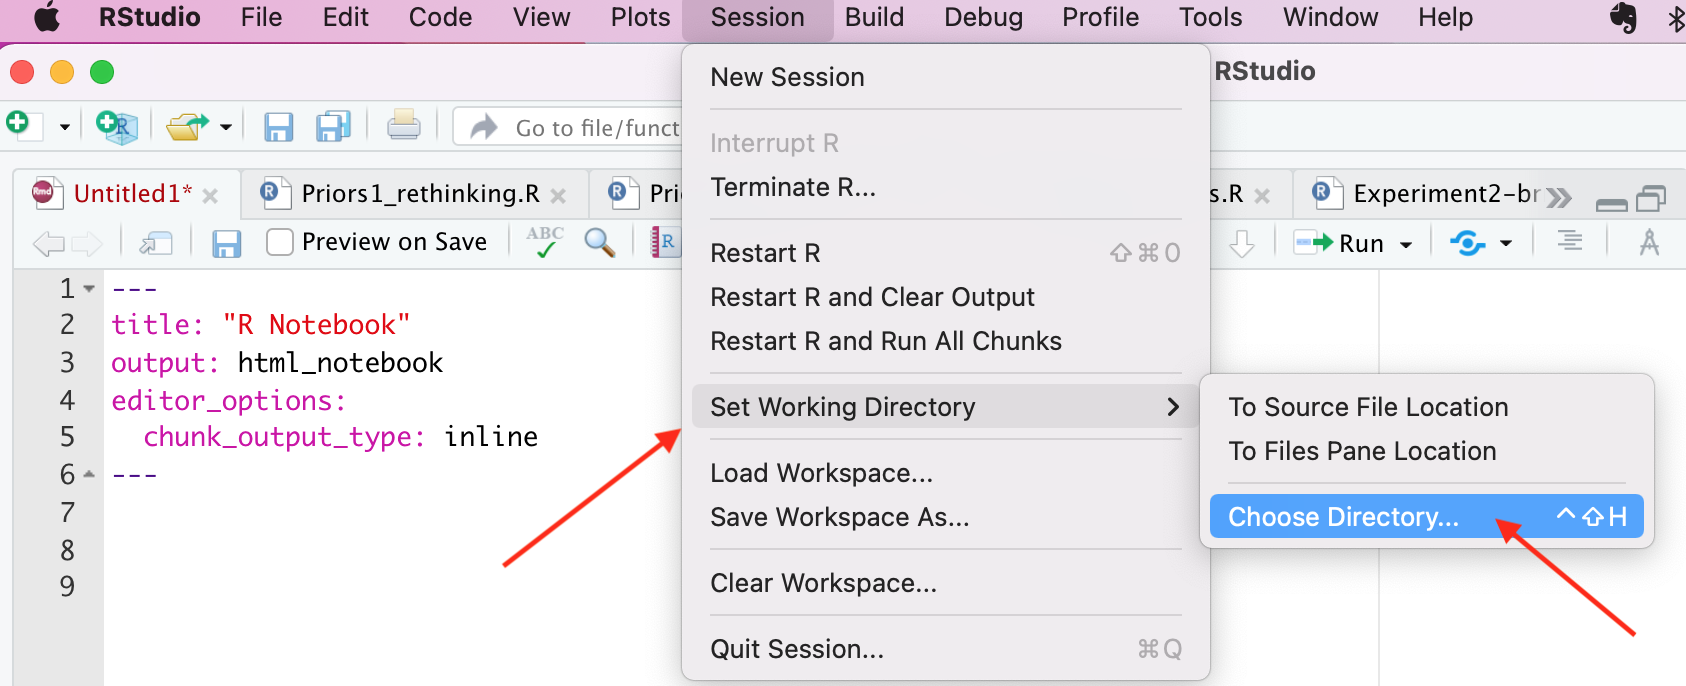 RStudio File Edit Code View Plots Session Build Debug Profile Tools Window Help
RStudio
Go to file/funct
Untitled1* Priors1_rethinking.R Pri s.R Experiment2-br
Preview on Save ABC R Run
1 ---
2 title: "R Notebook"
3 output: html_notebook
4 editor_options:
5 chunk_output_type: inline
6 ---
7
8
9
New Session
Interrupt R
Terminate R...
Restart R ⇧⌘0
Restart R and Clear Output
Restart R and Run All Chunks
Set Working Directory
Load Workspace...
Save Workspace As...
Clear Workspace...
Quit Session... ⌘Q
To Source File Location
To Files Pane Location
Choose Directory... ^⇧H